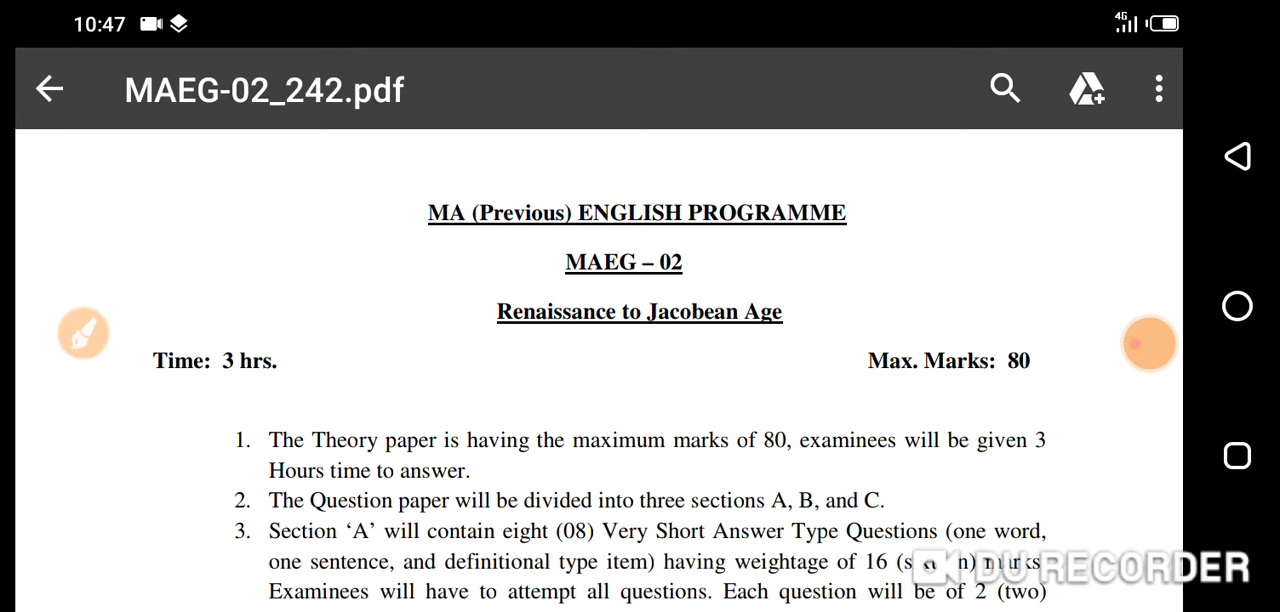 10:47
4G
MAEG-02_242.pdf
MA (Previous) ENGLISH PROGRAMME
MAEG – 02
Renaissance to Jacobean Age
Time: 3 hrs. Max. Marks: 80
1. The Theory paper is having the maximum marks of 80, examinees will be given 3
Hours time to answer.
2. The Question paper will be divided into three sections A, B, and C.
3. Section ‘A’ will contain eight (08) Very Short Answer Type Questions (one word,
one sentence, and definitional type item) having weightage of 16 marks
Examinees will have to attempt all questions. Each question will be of 2 (two)
DU RECORDER